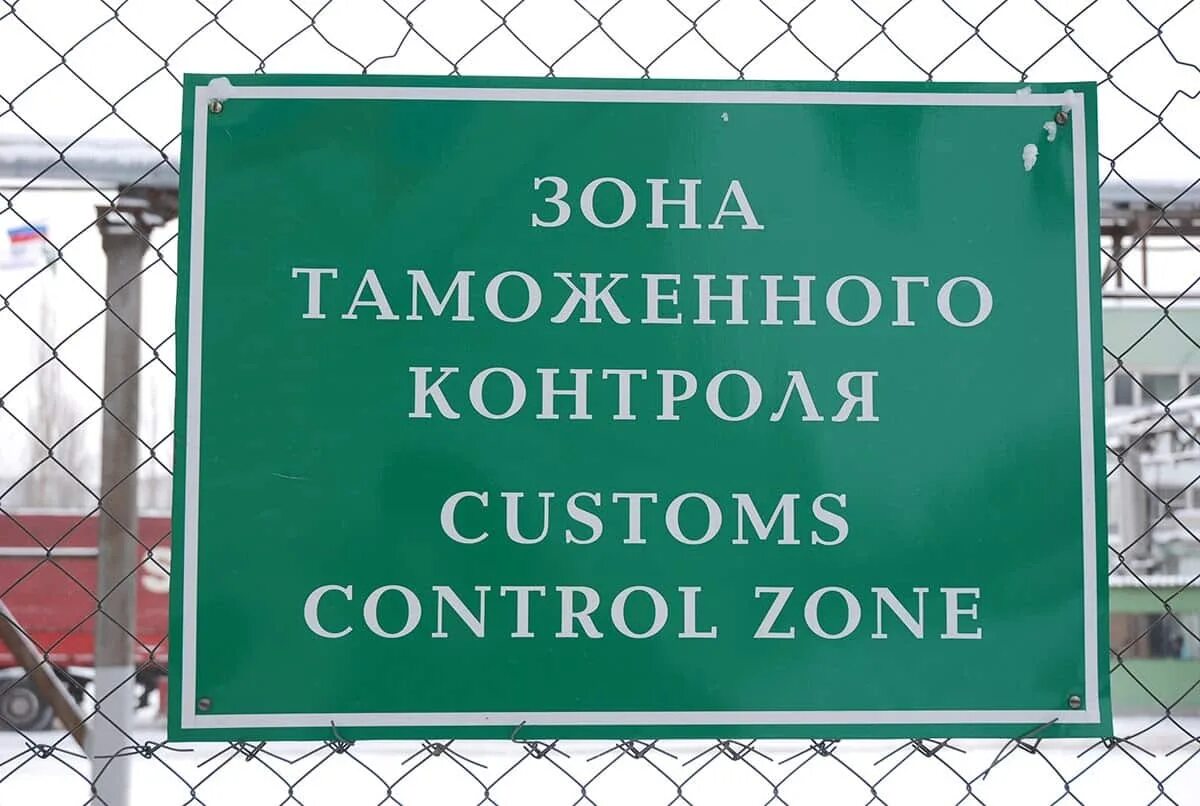 ЗОНА
ТАМОЖЕННОГО
КОНТРОЛЯ
CUSTOMS
CONTROL ZONE